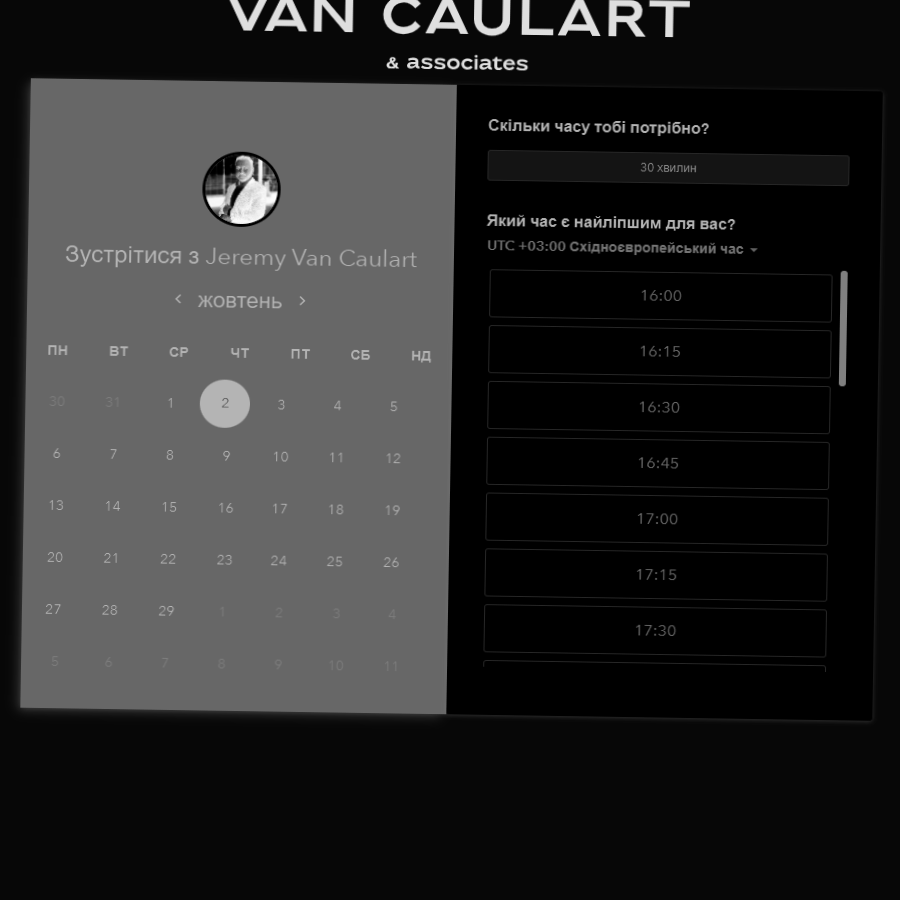 VAN CAULART
& associates
Зустрітися з Jeremy Van Caulart
жовтень
ПН ВТ СР ЧТ ПТ СБ НД
30 31 1 2 3 4 5
6 7 8 9 10 11 12
13 14 15 16 17 18 19
20 21 22 23 24 25 26
27 28 29 1 2 3 4
5 6 7 8 9 10 11
Скільки часу тобі потрібно?
30 хвилин
Який час є найліпшим для вас?
UTC +03:00 Східноєвропейський час
16:00
16:15
16:30
16:45
17:00
17:15
17:30